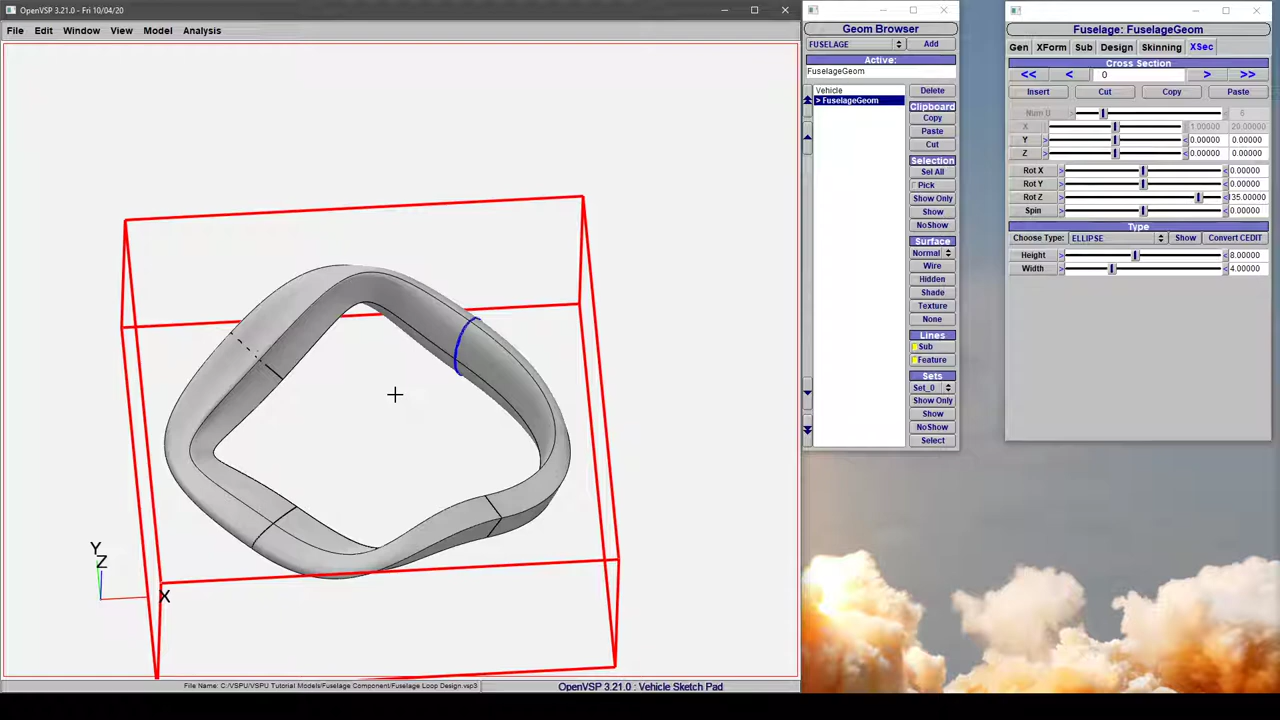 OpenVSP 3.21.0 - Fri 10/04/20
File Edit Window View Model Analysis
Y
Z
X
File Name: C:/VSPU/VSPU Tutorial Models/Fuselage Component/Fuselage Loop Design.vsp3
OpenVSP 3.21.0 : Vehicle Sketch Pad
Geom Browser
FUSELAGE Add
Active:
FuselageGeom
Vehicle
> FuselageGeom
Delete
Clipboard
Copy
Paste
Cut
Selection
Sel All
Pick
Show Only
Show
NoShow
Surface
Normal
Wire
Hidden
Shade
Texture
None
Lines
Sub
Feature
Sets
Set_0
Show Only
Show
NoShow
Select
Fuselage: FuselageGeom
Gen XForm Sub Design Skinning XSec
Cross Section
<< < 0 > >>
Insert Cut Copy Paste
Num U 6
X > < 1.00000 20.00000
Y > < 0.00000 0.00000
Z > < 0.00000 0.00000
Rot X > < 0.00000
Rot Y > < 0.00000
Rot Z > < 35.00000
Spin > < 0.00000
Type
Choose Type: ELLIPSE Show Convert CEDIT
Height > < 8.00000
Width > < 4.00000